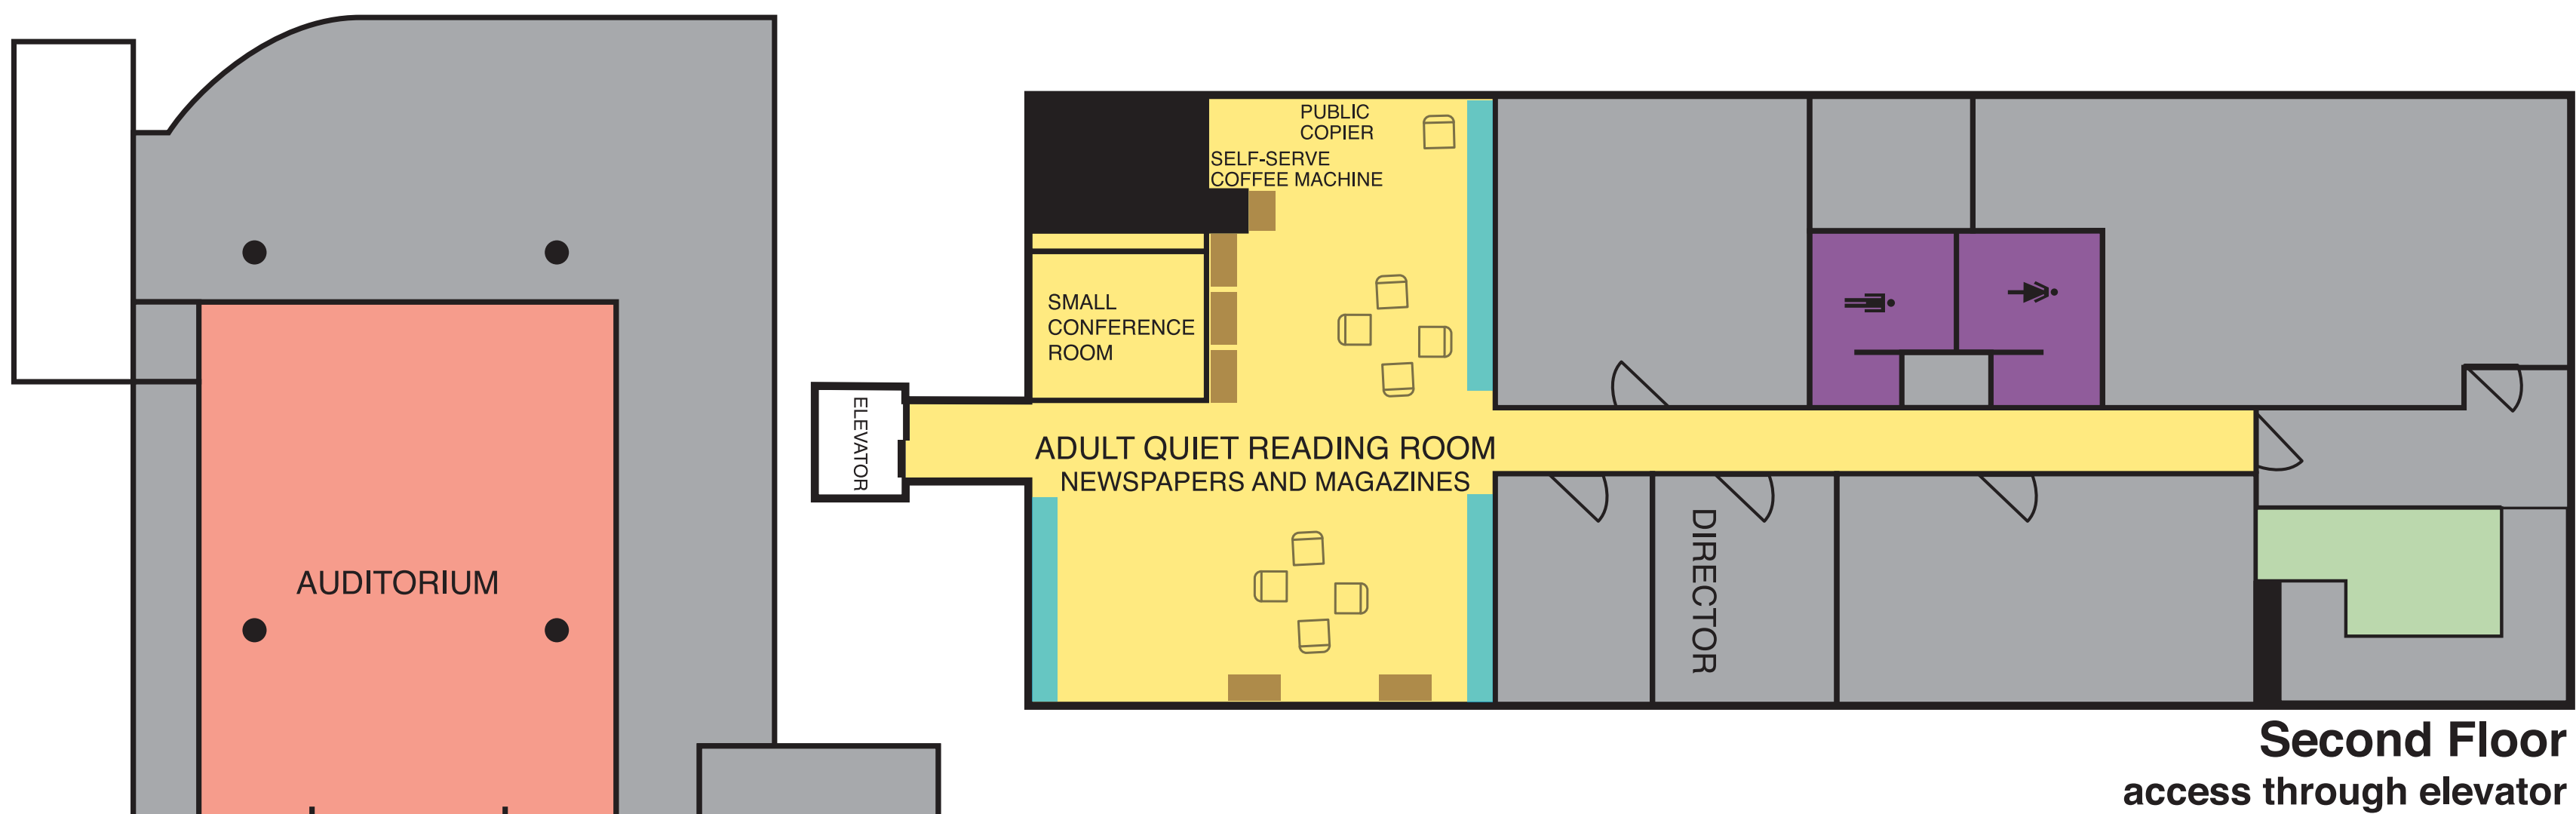 PUBLIC
COPIER
SELF-SERVE
COFFEE MACHINE
SMALL
CONFERENCE
ROOM
ELEVATOR
ADULT QUIET READING ROOM
NEWSPAPERS AND MAGAZINES
DIRECTOR
AUDITORIUM
Second Floor
access through elevator